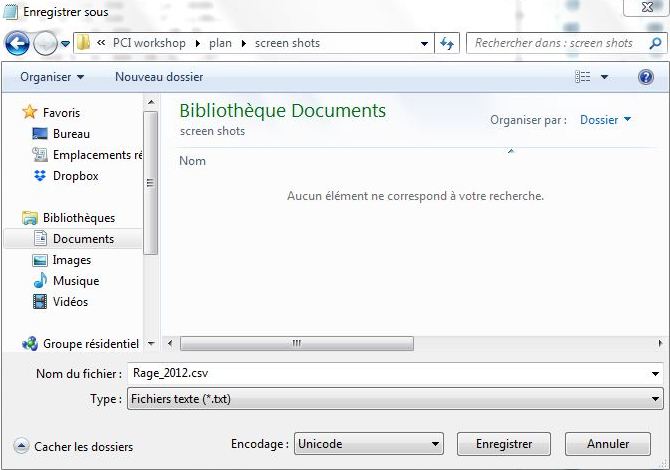 Enregistrer sous
« PCI workshop plan screen shots
Rechercher dans : screen shots
Organiser Nouveau dossier
Favoris
Bureau
Emplacements ré
Dropbox
Bibliothèques
Documents
Images
Musique
Vidéos
Groupe résidentiel
Bibliothèque Documents
screen shots
Organiser par : Dossier
Nom
Aucun élément ne correspond à votre recherche.
Nom du fichier : Rage_2012.csv
Type : Fichiers texte (*.txt)
Cacher les dossiers
Encodage : Unicode
Enregistrer
Annuler